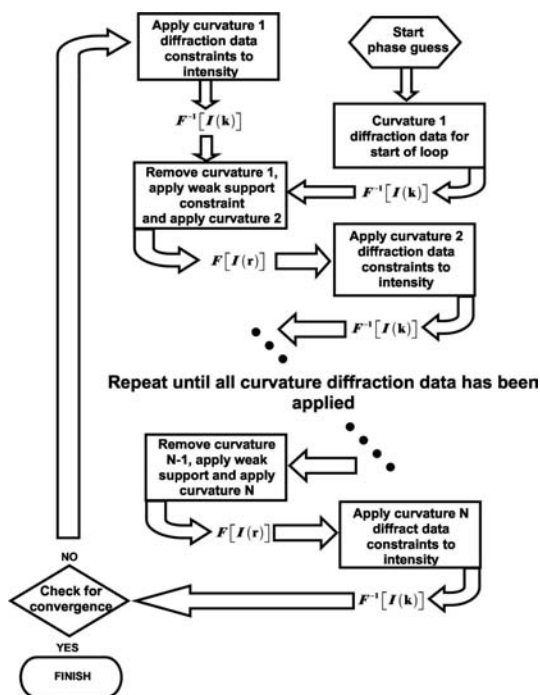 Start
phase guess
Curvature 1
diffraction data for
start of loop
F⁻¹[I(k)]
Apply curvature 1
diffraction data
constraints to
intensity
F⁻¹[I(k)]
Remove curvature 1,
apply weak support
constraint
and apply curvature 2
F[I(r)]
Apply curvature 2
diffraction data
constraints to
intensity
F⁻¹[I(k)]
Repeat until all curvature diffraction data has been
applied
Remove curvature
N-1, apply weak
support and apply
curvature N
F[I(r)]
Apply curvature N
diffract data
constraints to
intensity
F⁻¹[I(k)]
Check for
convergence
NO
YES
FINISH